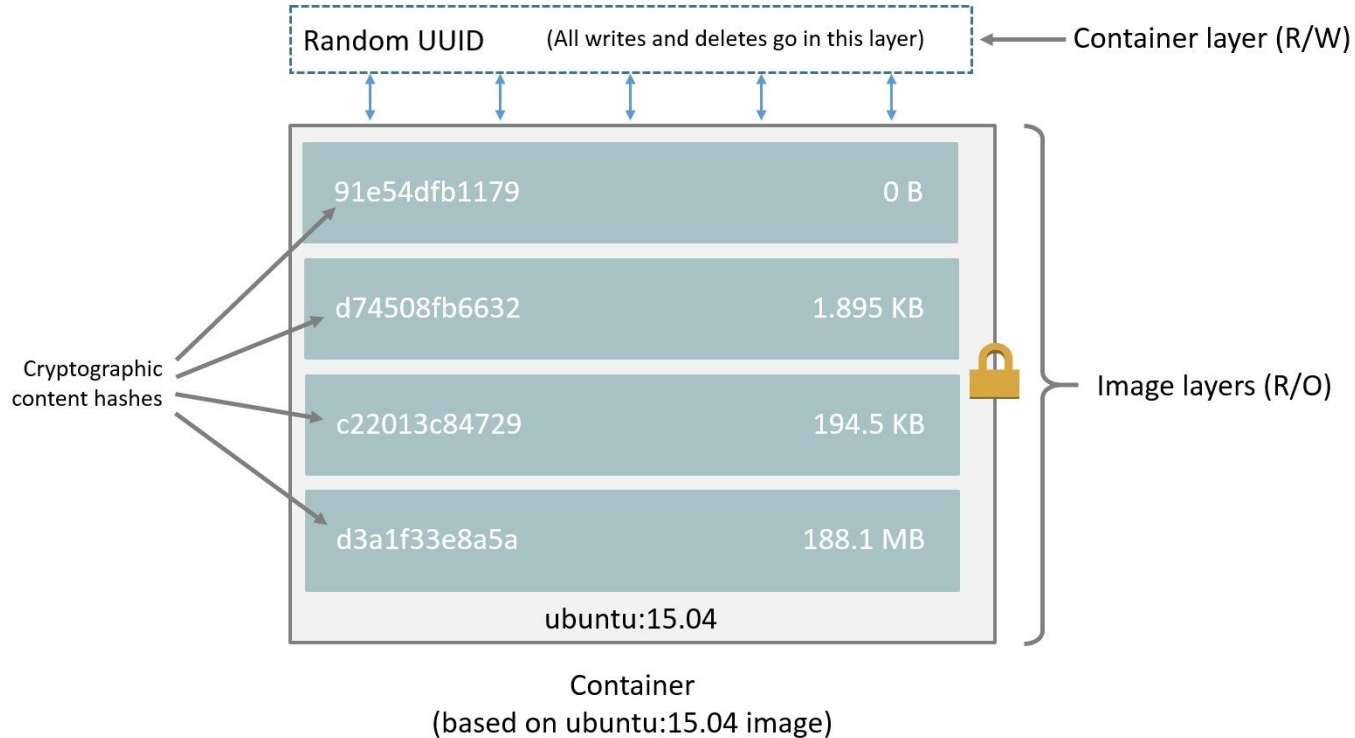 Random UUID (All writes and deletes go in this layer)
Container layer (R/W)
91e54dfb1179 0 B
d74508fb6632 1.895 KB
Cryptographic
content hashes
c22013c84729 194.5 KB
Image layers (R/O)
d3a1f33e8a5a 188.1 MB
ubuntu:15.04
Container
(based on ubuntu:15.04 image)